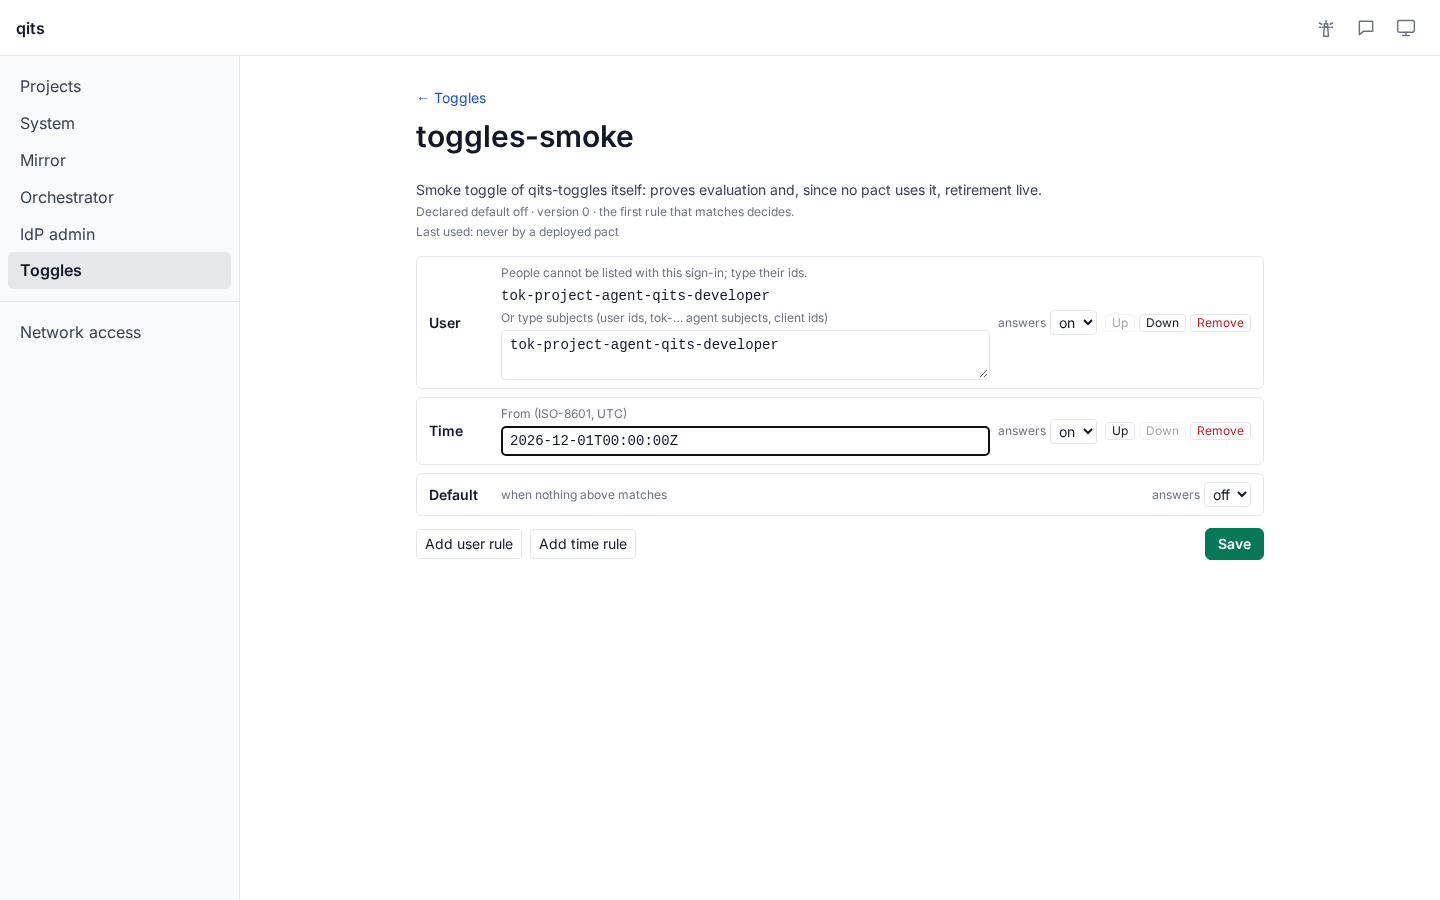 qits
Projects
System
Mirror
Orchestrator
IdP admin
Toggles
Network access
← Toggles
toggles-smoke
Smoke toggle of qits-toggles itself: proves evaluation and, since no pact uses it, retirement live.
Declared default off · version 0 · the first rule that matches decides.
Last used: never by a deployed pact
User
People cannot be listed with this sign-in; type their ids.
tok-project-agent-qits-developer
Or type subjects (user ids, tok-… agent subjects, client ids)
tok-project-agent-qits-developer
answers on Up Down Remove
Time
From (ISO-8601, UTC)
2026-12-01T00:00:00Z
answers on Up Down Remove
Default when nothing above matches answers off
Add user rule Add time rule Save